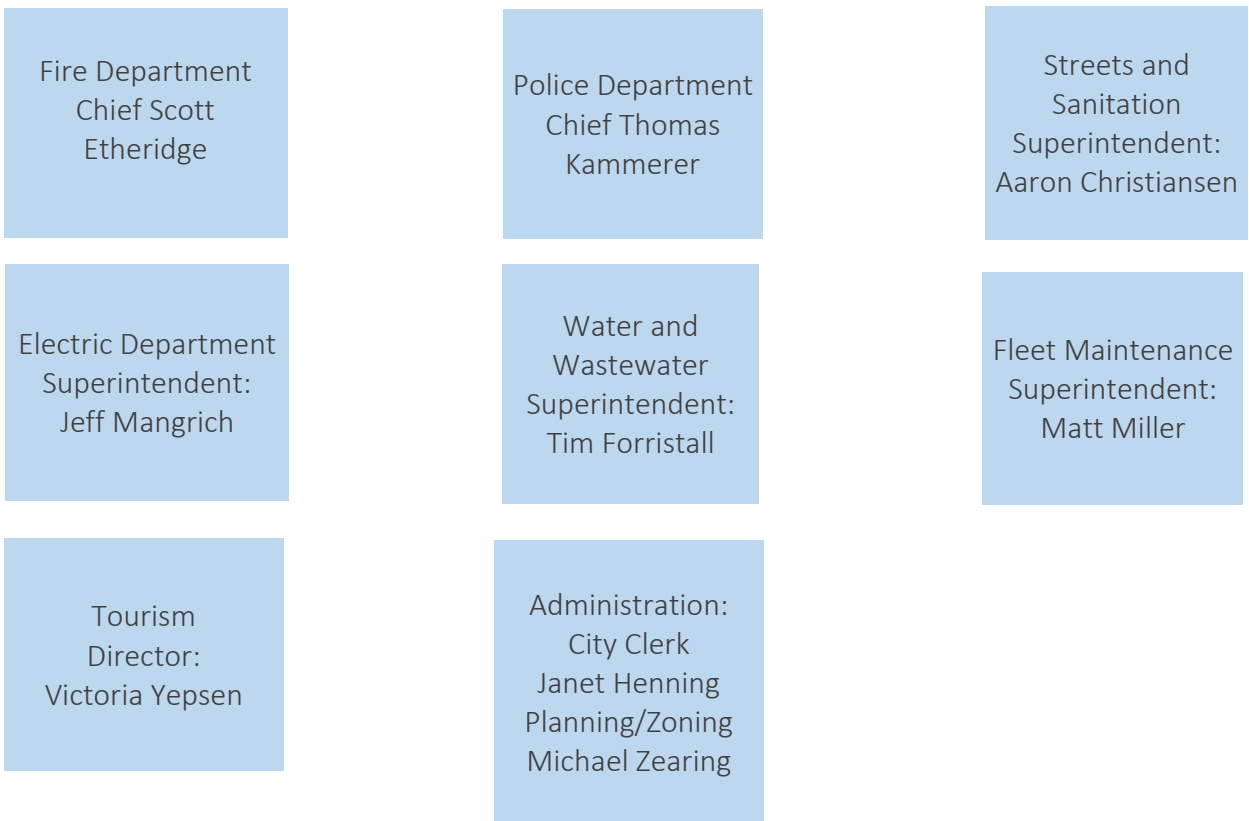 Fire Department
Chief Scott
Etheridge
Police Department
Chief Thomas
Kammerer
Streets and
Sanitation
Superintendent:
Aaron Christiansen
Electric Department
Superintendent:
Jeff Mangrich
Water and
Wastewater
Superintendent:
Tim Forristall
Fleet Maintenance
Superintendent:
Matt Miller
Tourism
Director:
Victoria Yepsen
Administration:
City Clerk
Janet Henning
Planning/Zoning
Michael Zearing